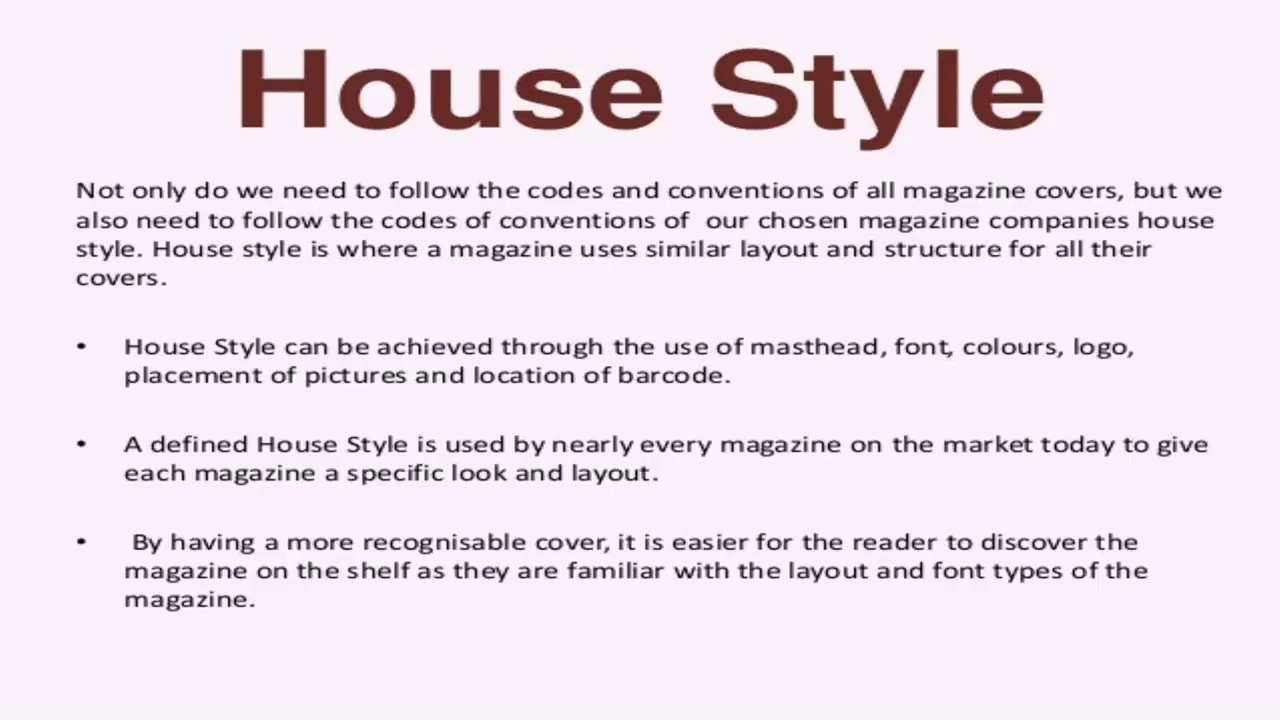 House Style
Not only do we need to follow the codes and conventions of all magazine covers, but we
also need to follow the codes of conventions of our chosen magazine companies house
style. House style is where a magazine uses similar layout and structure for all their
covers.
• House Style can be achieved through the use of masthead, font, colours, logo,
placement of pictures and location of barcode.
• A defined House Style is used by nearly every magazine on the market today to give
each magazine a specific look and layout.
• By having a more recognisable cover, it is easier for the reader to discover the
magazine on the shelf as they are familiar with the layout and font types of the
magazine.